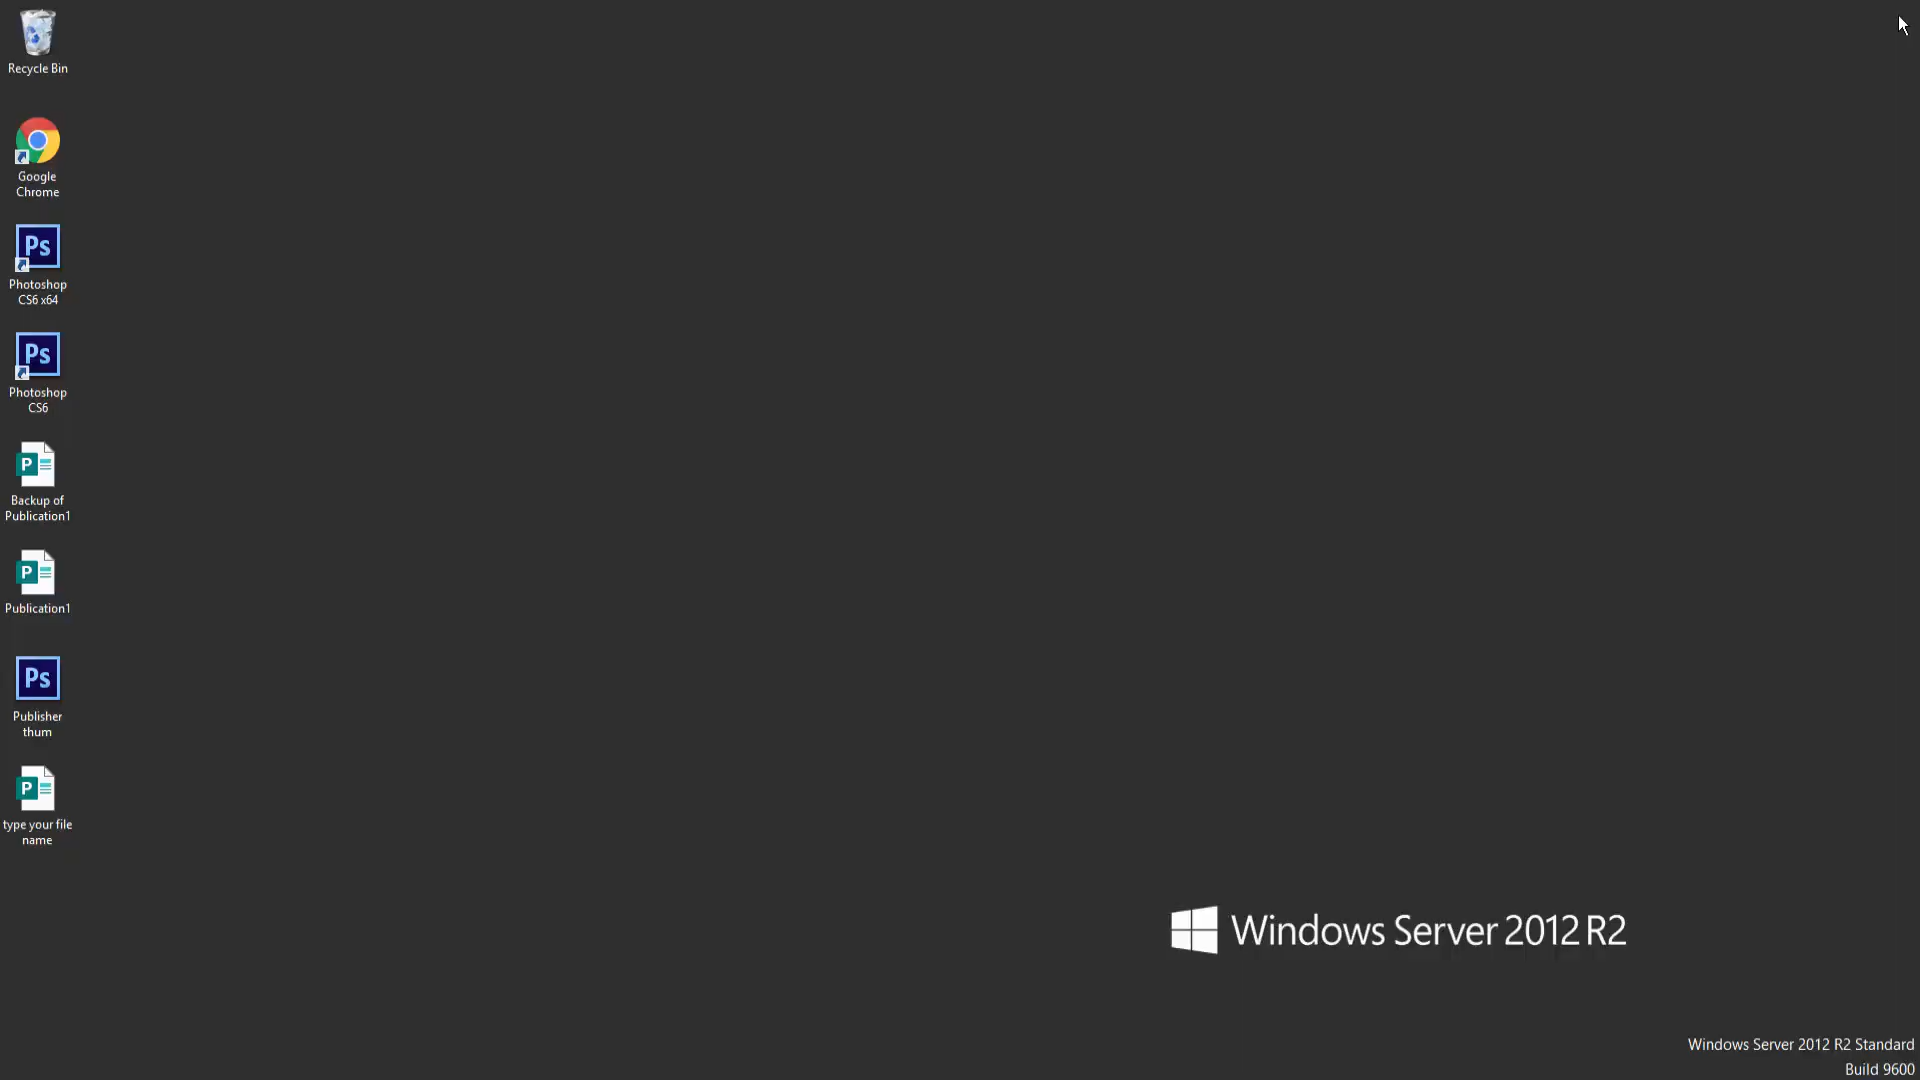 Recycle Bin
Google
Chrome
Ps
Photoshop
CS6 x64
Ps
Photoshop
CS6
P
Backup of
Publication1
P
Publication1
Ps
Publisher
thum
P
type your file
name
Windows Server 2012 R2
Windows Server 2012 R2 Standard
Build 9600